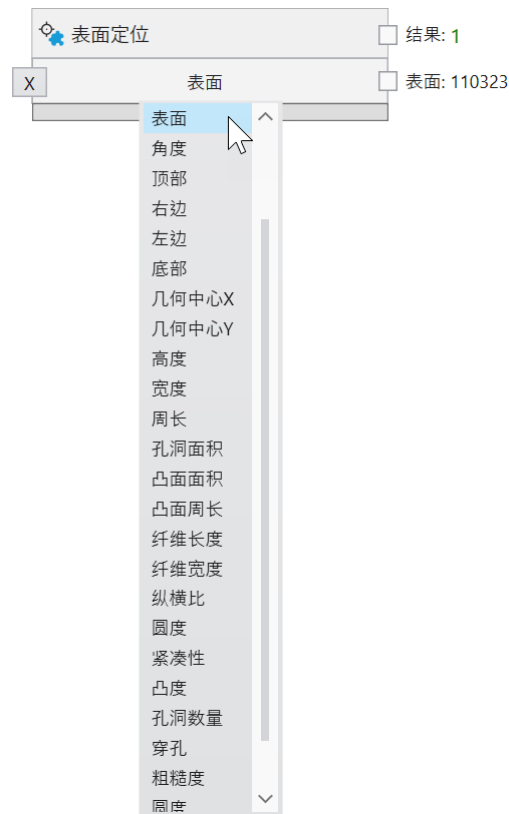 表面定位
结果: 1
X
表面
表面: 110323
表面
角度
顶部
右边
左边
底部
几何中心X
几何中心Y
高度
宽度
周长
孔洞面积
凸面面积
凸面周长
纤维长度
纤维宽度
纵横比
圆度
紧凑性
凸度
孔洞数量
穿孔
粗糙度
圆度